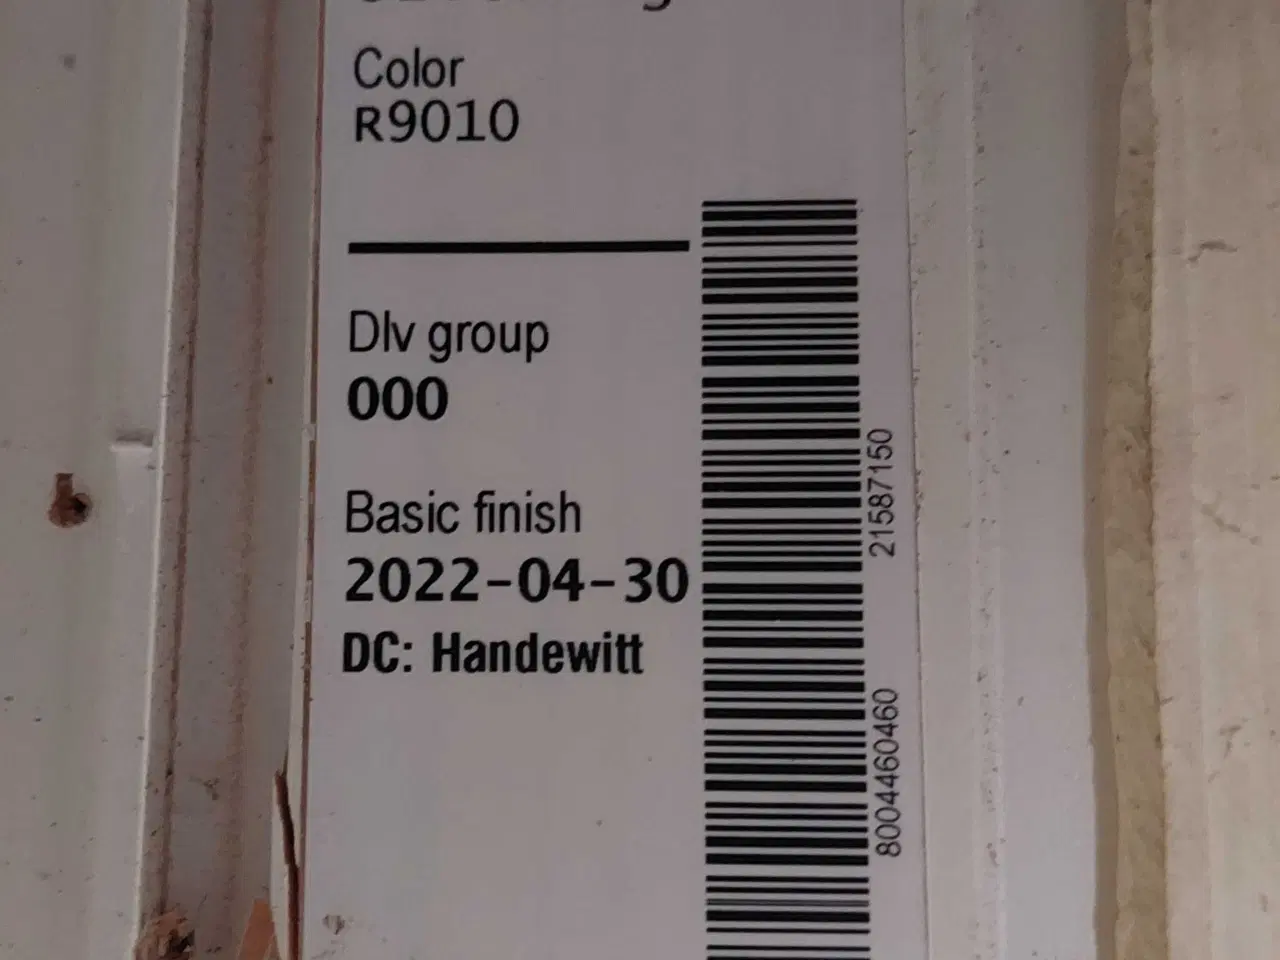 Color
R9010
Dlv group
000
Basic finish
2022-04-30
DC: Handewitt
21587150
8004460460